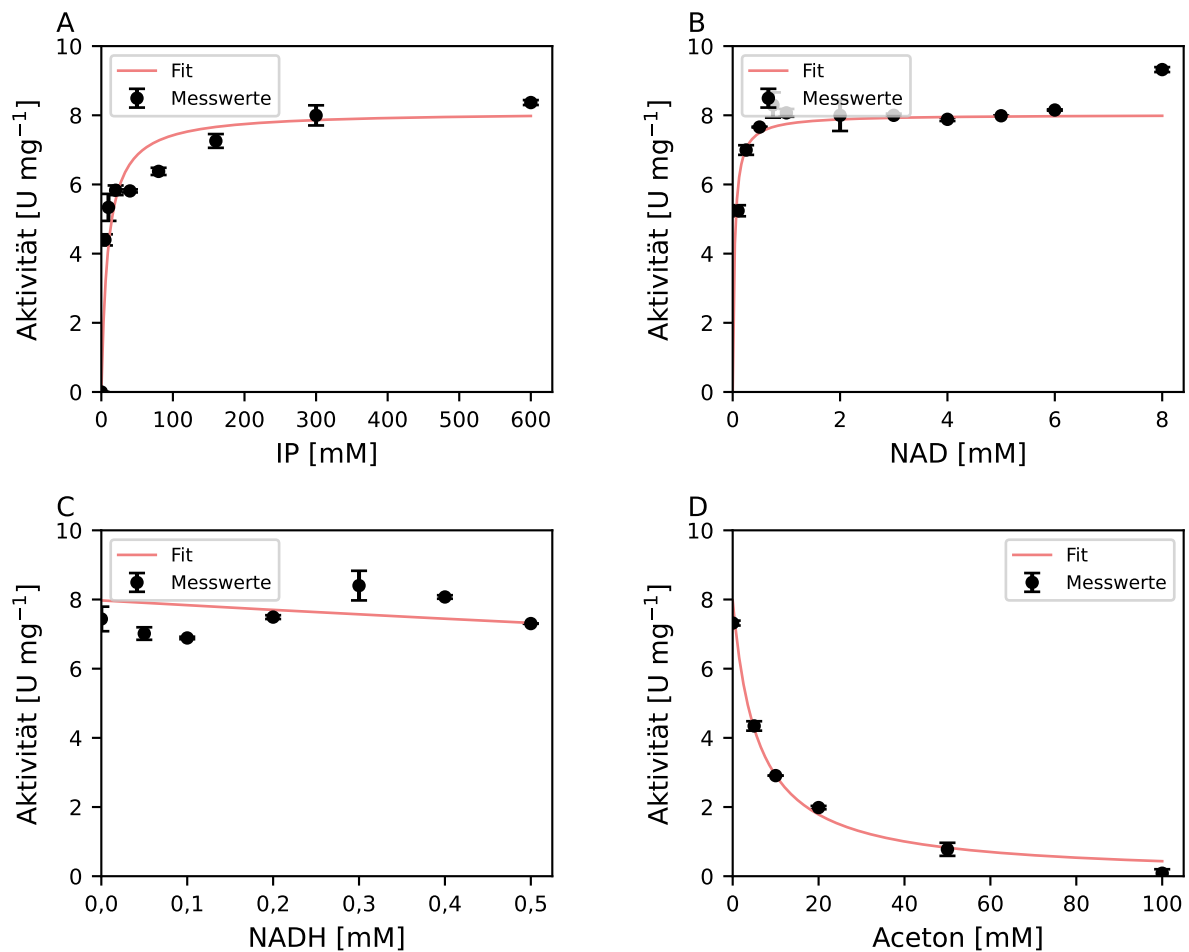 A
Fit
Messwerte
Aktivität [U mg⁻¹]
10
8
6
4
2
0
0 100 200 300 400 500 600
IP [mM]
B
Fit
Messwerte
Aktivität [U mg⁻¹]
10
8
6
4
2
0
0 2 4 6 8
NAD [mM]
C
Fit
Messwerte
Aktivität [U mg⁻¹]
10
8
6
4
2
0
0,0 0,1 0,2 0,3 0,4 0,5
NADH [mM]
D
Fit
Messwerte
Aktivität [U mg⁻¹]
10
8
6
4
2
0
0 20 40 60 80 100
Aceton [mM]